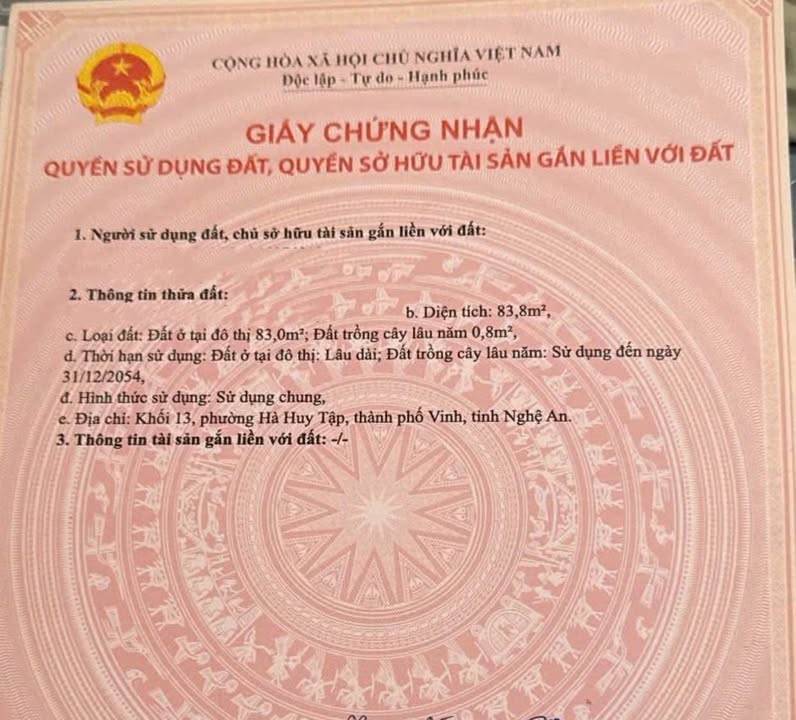 CỘNG HÒA XÃ HỘI CHỦ NGHĨA VIỆT NAM
Độc lập - Tự do - Hạnh phúc
GIẤY CHỨNG NHẬN
QUYỀN SỬ DỤNG ĐẤT, QUYỀN SỞ HỮU TÀI SẢN GẮN LIỀN VỚI ĐẤT
1. Người sử dụng đất, chủ sở hữu tài sản gắn liền với đất:
2. Thông tin thửa đất:
b. Diện tích: 83,8m²,
c. Loại đất: Đất ở tại đô thị 83,0m²; Đất trồng cây lâu năm 0,8m²,
d. Thời hạn sử dụng: Đất ở tại đô thị: Lâu dài; Đất trồng cây lâu năm: Sử dụng đến ngày
31/12/2054,
đ. Hình thức sử dụng: Sử dụng chung,
e. Địa chỉ: Khối 13, phường Hà Huy Tập, thành phố Vinh, tỉnh Nghệ An.
3. Thông tin tài sản gắn liền với đất: -/-